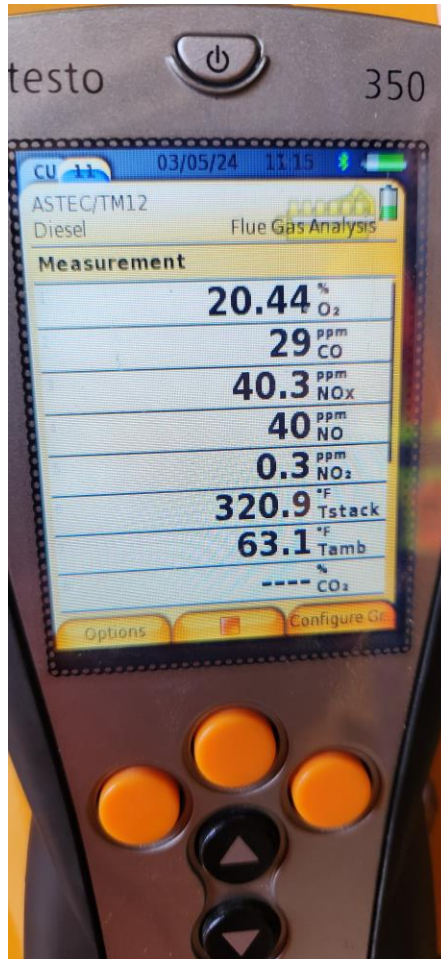 testo 350
CU 11 03/05/24 11:15
ASTEC/TM12
Diesel Flue Gas Analysis
Measurement
20.44 % O₂
29 ppm CO
40.3 ppm NOx
40 ppm NO
0.3 ppm NO₂
320.9 °F Tstack
63.1 °F Tamb
---- % CO₂
Options Configure Gr.